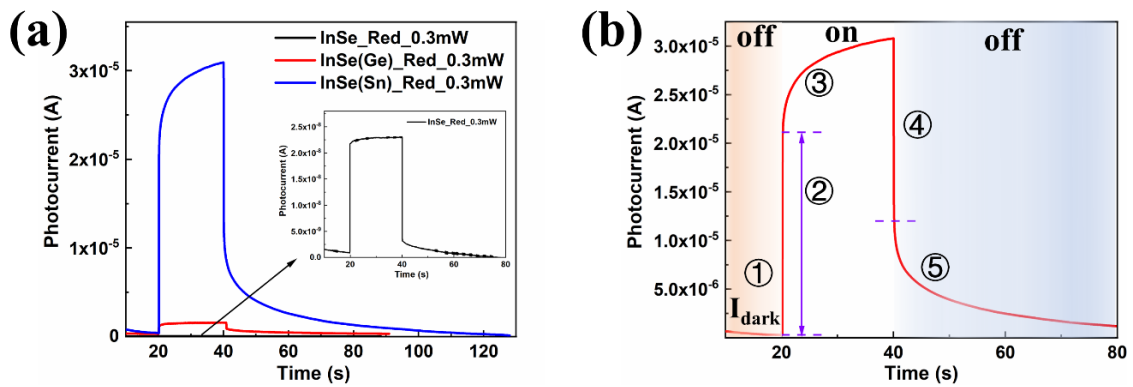 (a)
InSe_Red_0.3mW
InSe(Ge)_Red_0.3mW
InSe(Sn)_Red_0.3mW
Photocurrent (A)
3x10⁻⁵
2x10⁻⁵
1x10⁻⁵
0
20 40 60 80 100 120
Time (s)
InSe_Red_0.3mW
Photocurrent (A)
2.5x10⁻⁸
2.0x10⁻⁸
1.5x10⁻⁸
1.0x10⁻⁸
5.0x10⁻⁹
0.0
20 40 60 80
Time (s)
(b)
off on off
Photocurrent (A)
3.0x10⁻⁵
2.5x10⁻⁵
2.0x10⁻⁵
1.5x10⁻⁵
1.0x10⁻⁵
5.0x10⁻⁶
③
④
②
①
⑤
I_dark
20 40 60 80
Time (s)